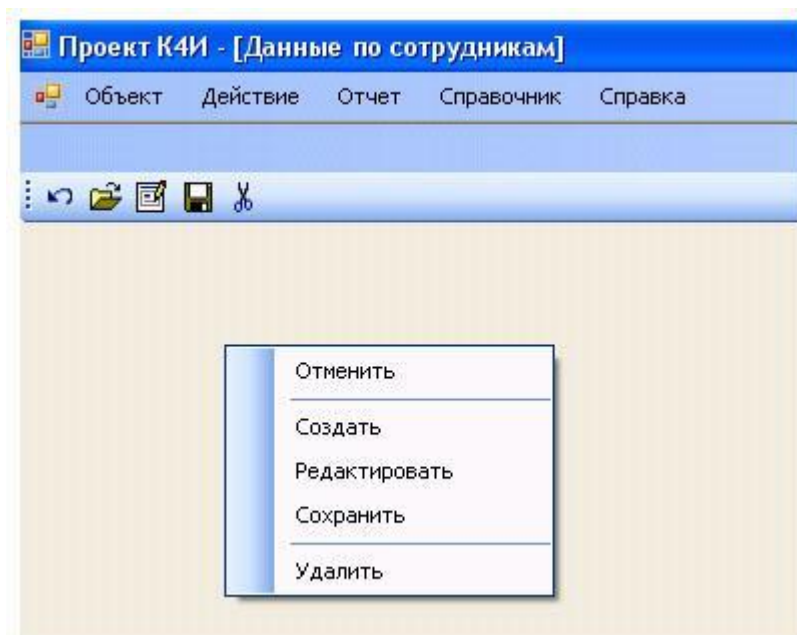 Проект К4И - [Данные по сотрудникам]
Объект Действие Отчет Справочник Справка
Отменить
Создать
Редактировать
Сохранить
Удалить